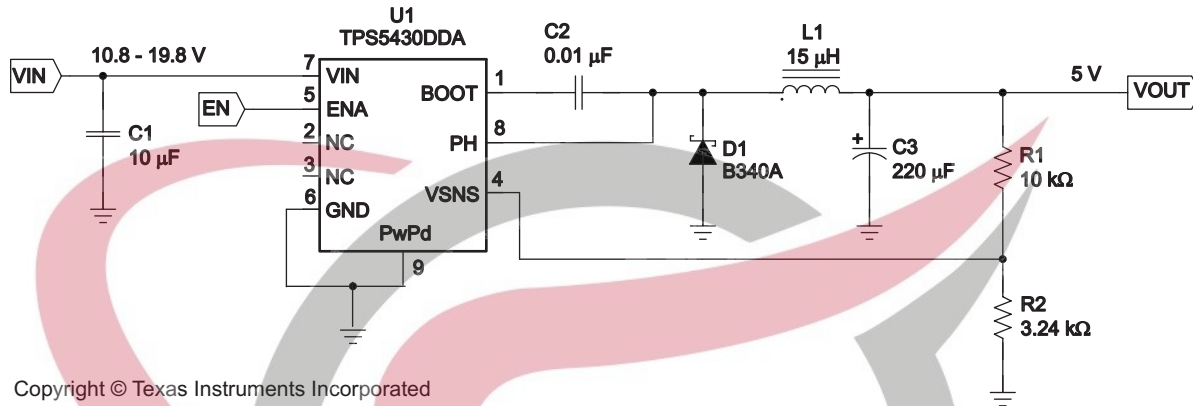 U1
TPS5430DDA
VIN
10.8 - 19.8 V
C1
10 µF
EN
7
VIN
5
ENA
2
NC
3
NC
6
GND
BOOT
1
PH
8
VSNS
4
PwPd
9
C2
0.01 µF
L1
15 µH
D1
B340A
C3
220 µF
+
5 V
VOUT
R1
10 kΩ
R2
3.24 kΩ
Copyright © Texas Instruments Incorporated